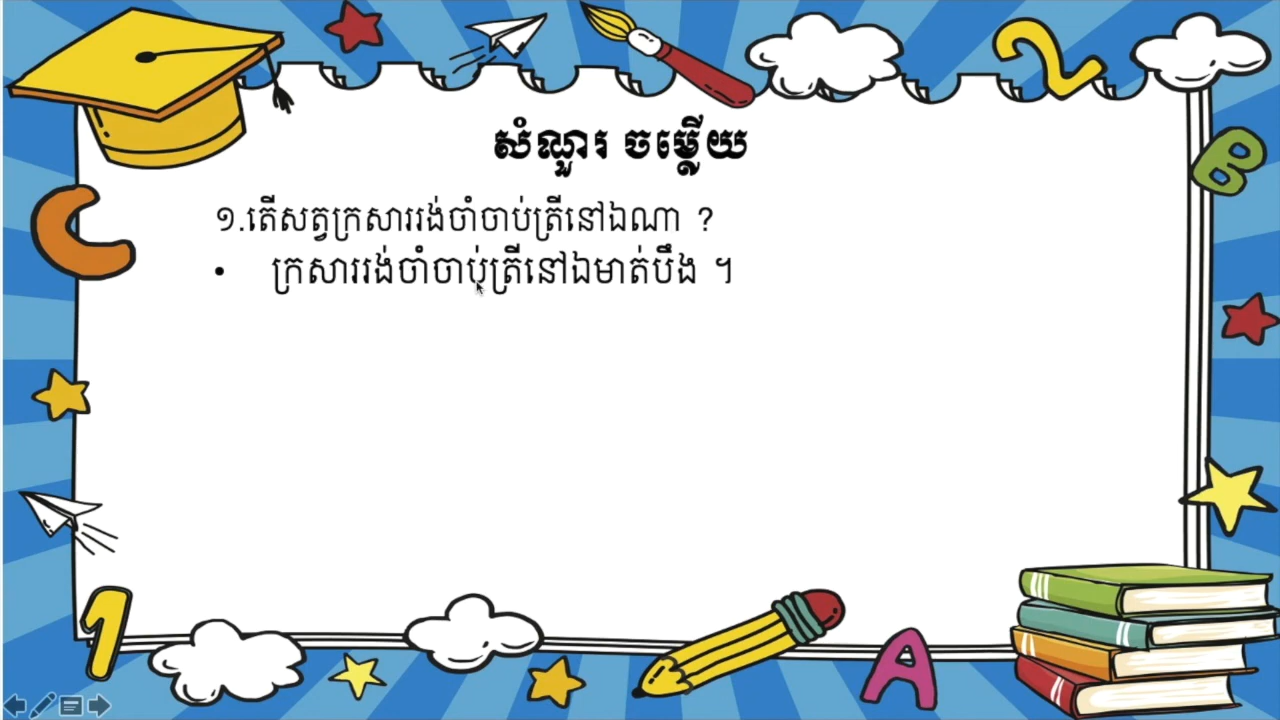 សំណួរ ចម្លើយ
១.តើសត្វក្រសាររង់ចាំចាប់ត្រីនៅឯណា ?
• ក្រសាររង់ចាំចាប់ត្រីនៅឯមាត់បឹង ។
C
2
B
1
A